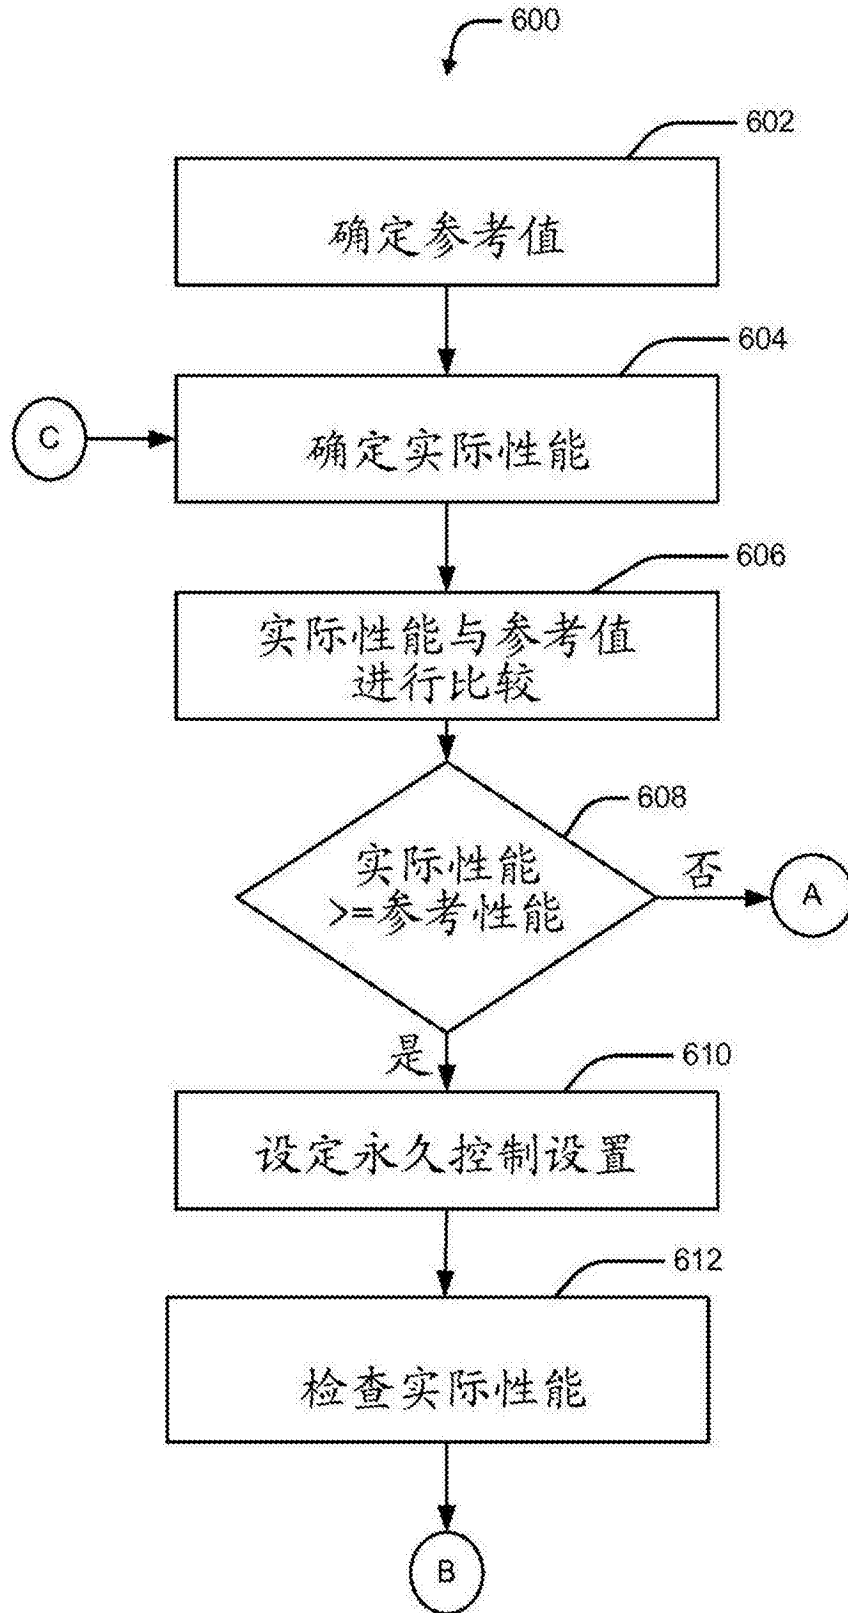 600
602
确定参考值
604
C
确定实际性能
606
实际性能与参考值
进行比较
608
实际性能
>=参考性能
否
A
是
610
设定永久控制设置
612
检查实际性能
B